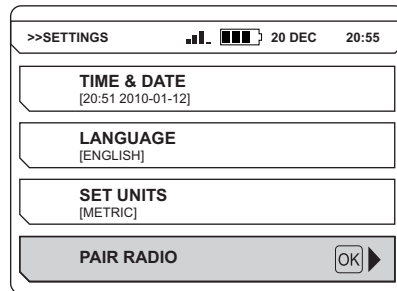 >>SETTINGS 20 DEC 20:55
TIME & DATE
[20:51 2010-01-12]
LANGUAGE
[ENGLISH]
SET UNITS
[METRIC]
PAIR RADIO OK